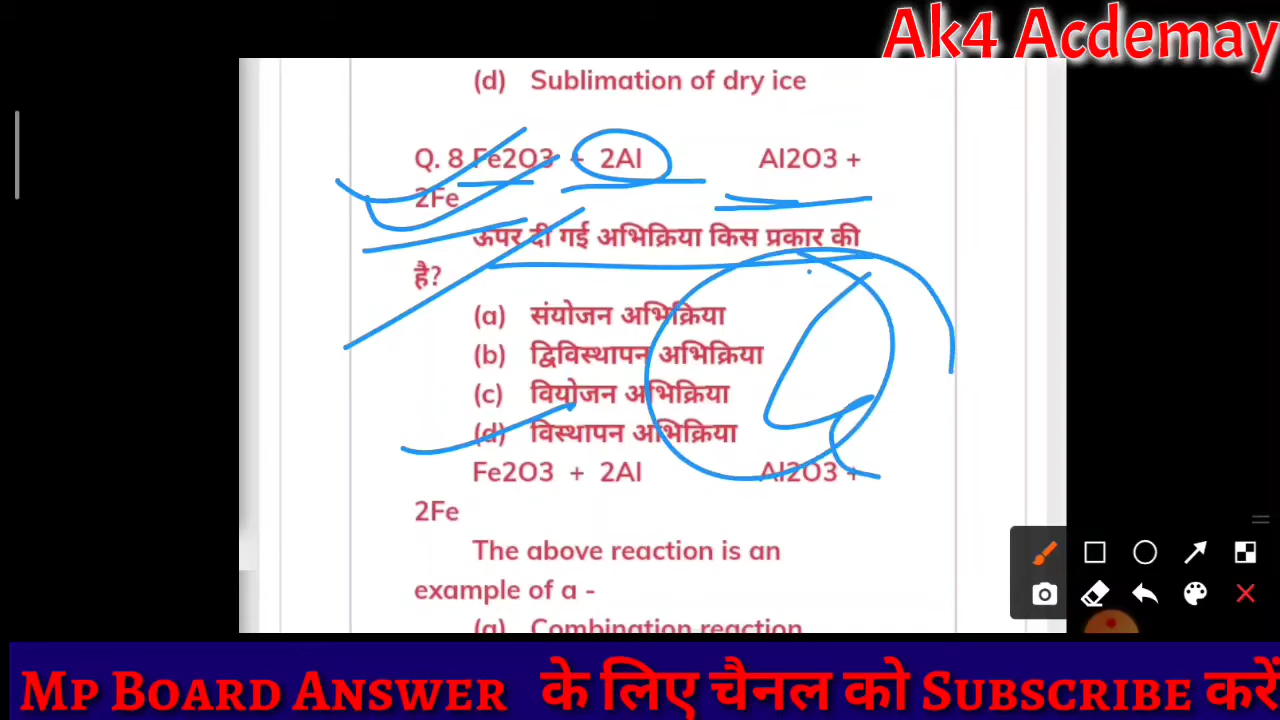 Ak4 Acdemay
(d) Sublimation of dry ice
Q. 8 Fe2O3 + 2Al Al2O3 +
2Fe
ऊपर दी गई अभिक्रिया किस प्रकार की
है?
(a) संयोजन अभिक्रिया
(b) द्विविस्थापन अभिक्रिया
(c) वियोजन अभिक्रिया
(d) विस्थापन अभिक्रिया
Fe2O3 + 2Al Al2O3 +
2Fe
The above reaction is an
example of a -
(a) Combination reaction
Mp Board Answer के लिए चैनल को Subscribe करें